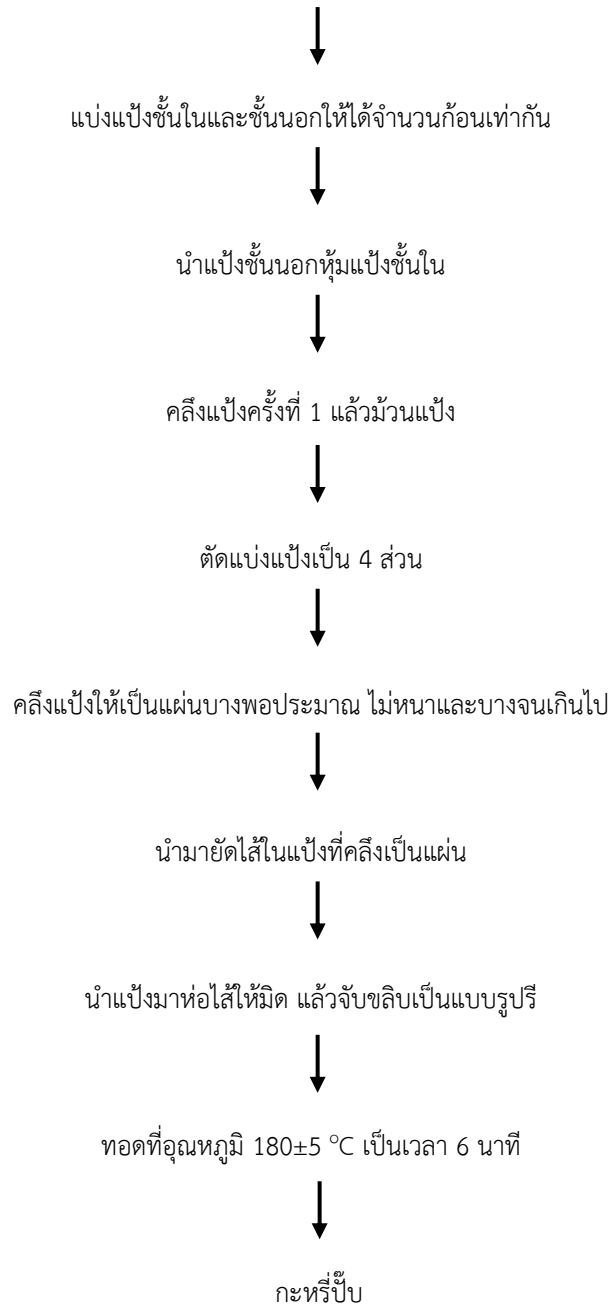 แบ่งแป้งชั้นในและชั้นนอกให้ได้จำนวนก้อนเท่ากัน
นำแป้งชั้นนอกหุ้มแป้งชั้นใน
คลึงแป้งครั้งที่ 1 แล้วม้วนแป้ง
ตัดแบ่งแป้งเป็น 4 ส่วน
คลึงแป้งให้เป็นแผ่นบางพอประมาณ ไม่หนาและบางจนเกินไป
นำมายัดไส้ในแป้งที่คลึงเป็นแผ่น
นำแป้งมาห่อไส้ให้มิด แล้วจับขลิบเป็นแบบรูปรี
ทอดที่อุณหภูมิ 180±5 °C เป็นเวลา 6 นาที
กะหรี่ปั๊บ